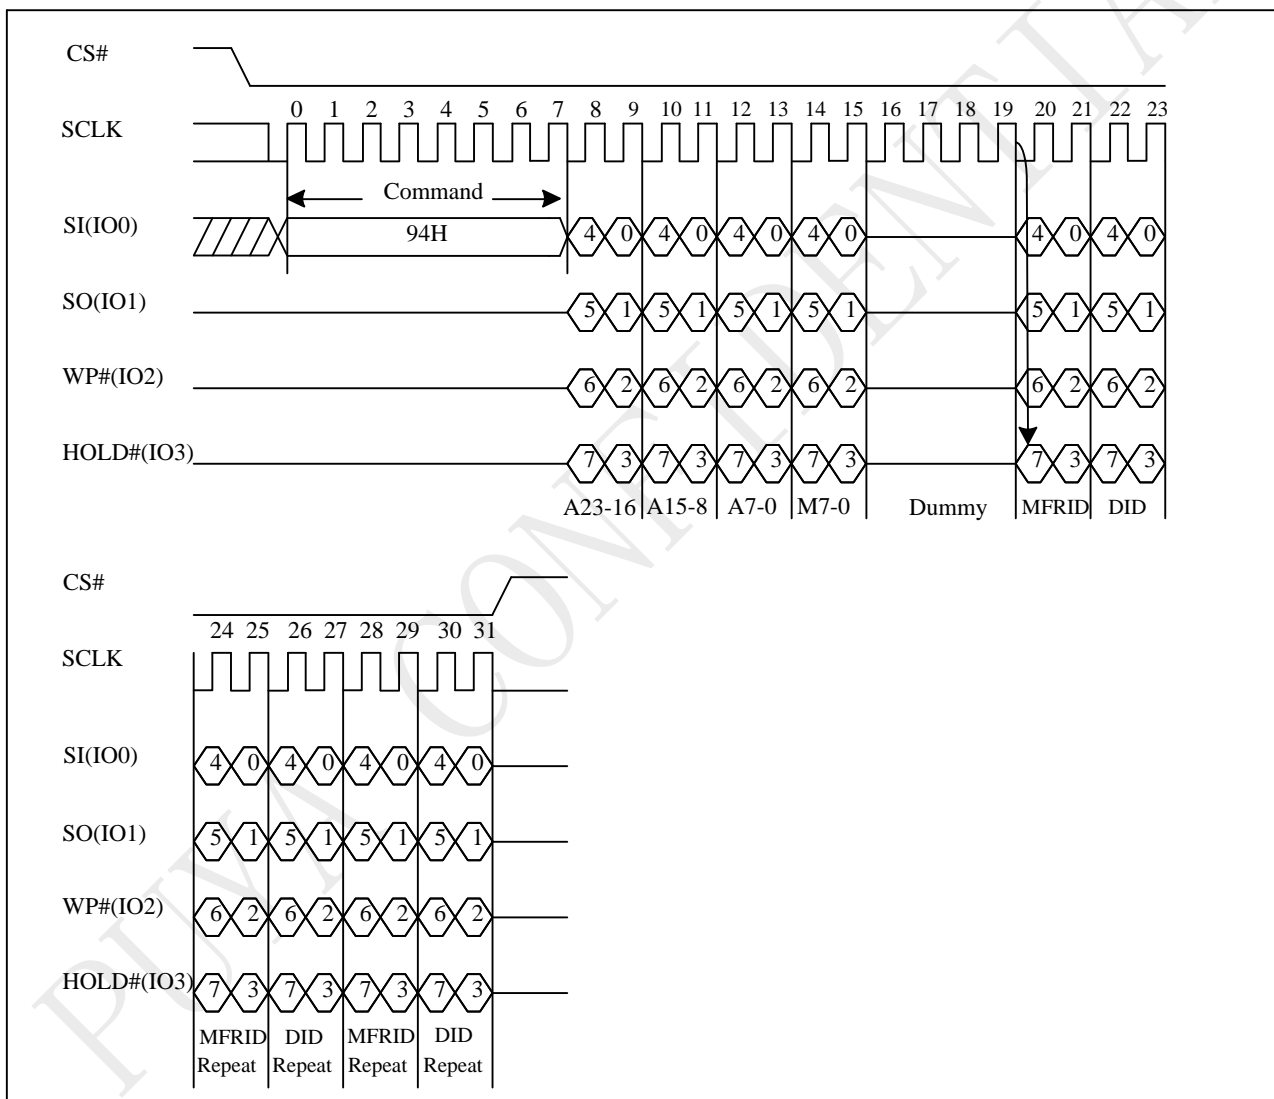 CS#
0 1 2 3 4 5 6 7 8 9 10 11 12 13 14 15 16 17 18 19 20 21 22 23
SCLK
Command
SI(IO0) 94H 4 0 4 0 4 0 4 0 4 0 4 0
SO(IO1) 5 1 5 1 5 1 5 1 5 1 5 1
WP#(IO2) 6 2 6 2 6 2 6 2 6 2 6 2
HOLD#(IO3) 7 3 7 3 7 3 7 3 7 3 7 3
A23-16 A15-8 A7-0 M7-0 Dummy MFRID DID
CS#
24 25 26 27 28 29 30 31
SCLK
SI(IO0) 4 0 4 0 4 0 4 0
SO(IO1) 5 1 5 1 5 1 5 1
WP#(IO2) 6 2 6 2 6 2 6 2
HOLD#(IO3) 7 3 7 3 7 3 7 3
MFRID DID MFRID DID
Repeat Repeat Repeat Repeat
PUYA CONFIDENTIAL